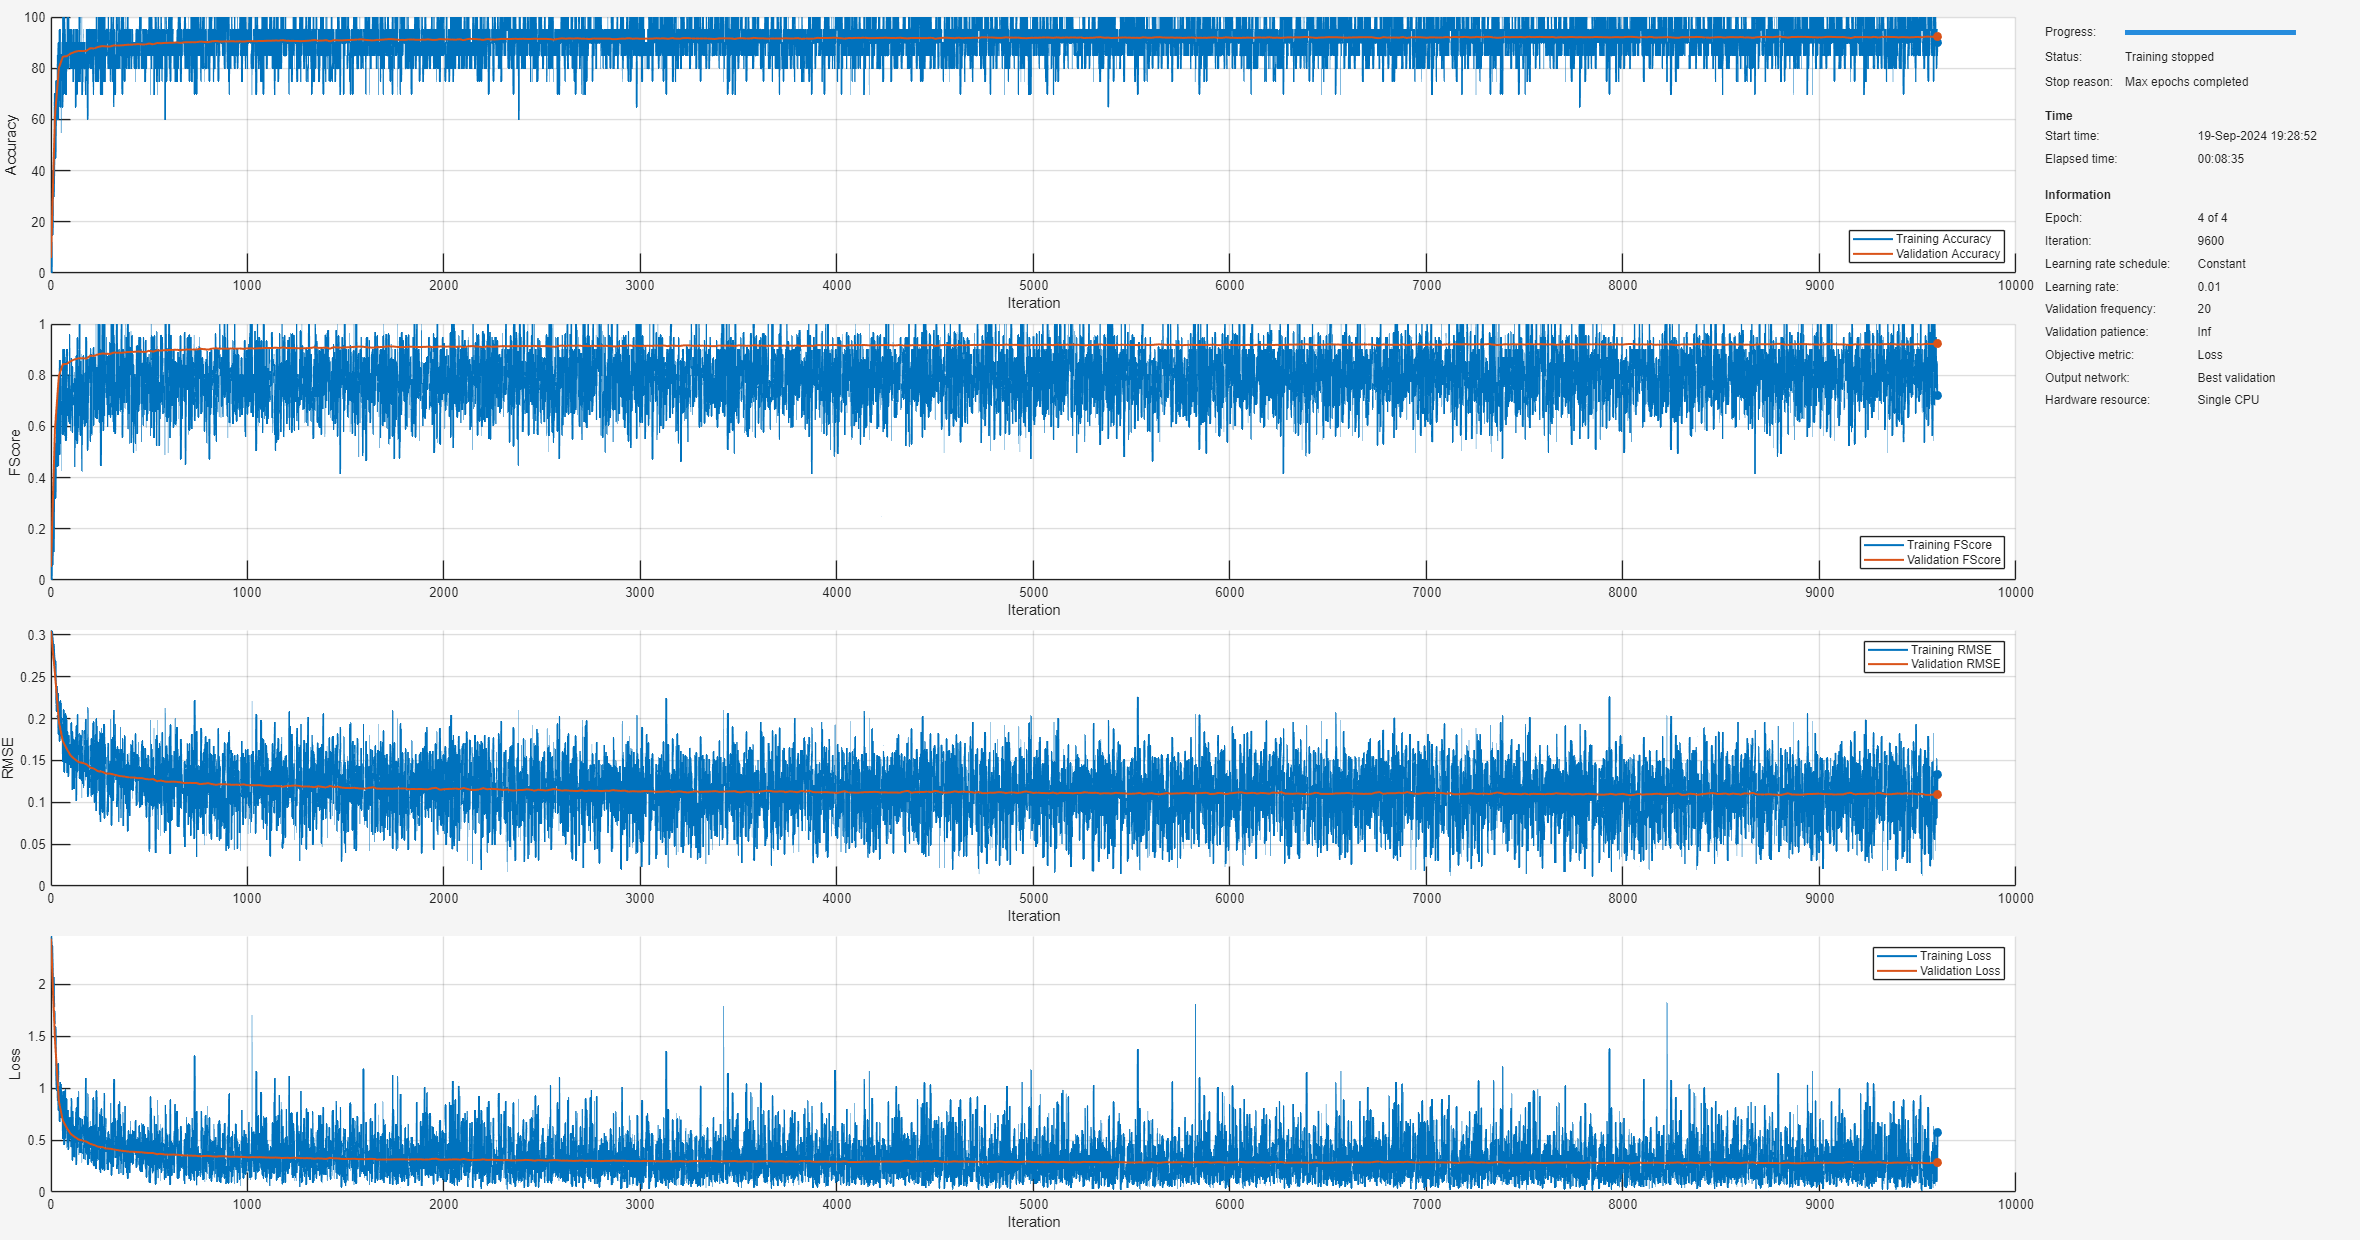 100
80
60
40
20
0
Accuracy
Training Accuracy
Validation Accuracy
0 1000 2000 3000 4000 5000 6000 7000 8000 9000 10000
Iteration
1
0.8
0.6
0.4
0.2
0
FScore
Training FScore
Validation FScore
0 1000 2000 3000 4000 5000 6000 7000 8000 9000 10000
Iteration
0.3
0.25
0.2
0.15
0.1
0.05
0
RMSE
Training RMSE
Validation RMSE
0 1000 2000 3000 4000 5000 6000 7000 8000 9000 10000
Iteration
2
1.5
1
0.5
0
Loss
Training Loss
Validation Loss
0 1000 2000 3000 4000 5000 6000 7000 8000 9000 10000
Iteration
Progress:
Status: Training stopped
Stop reason: Max epochs completed
Time
Start time: 19-Sep-2024 19:28:52
Elapsed time: 00:08:35
Information
Epoch: 4 of 4
Iteration: 9600
Learning rate schedule: Constant
Learning rate: 0.01
Validation frequency: 20
Validation patience: Inf
Objective metric: Loss
Output network: Best validation
Hardware resource: Single CPU